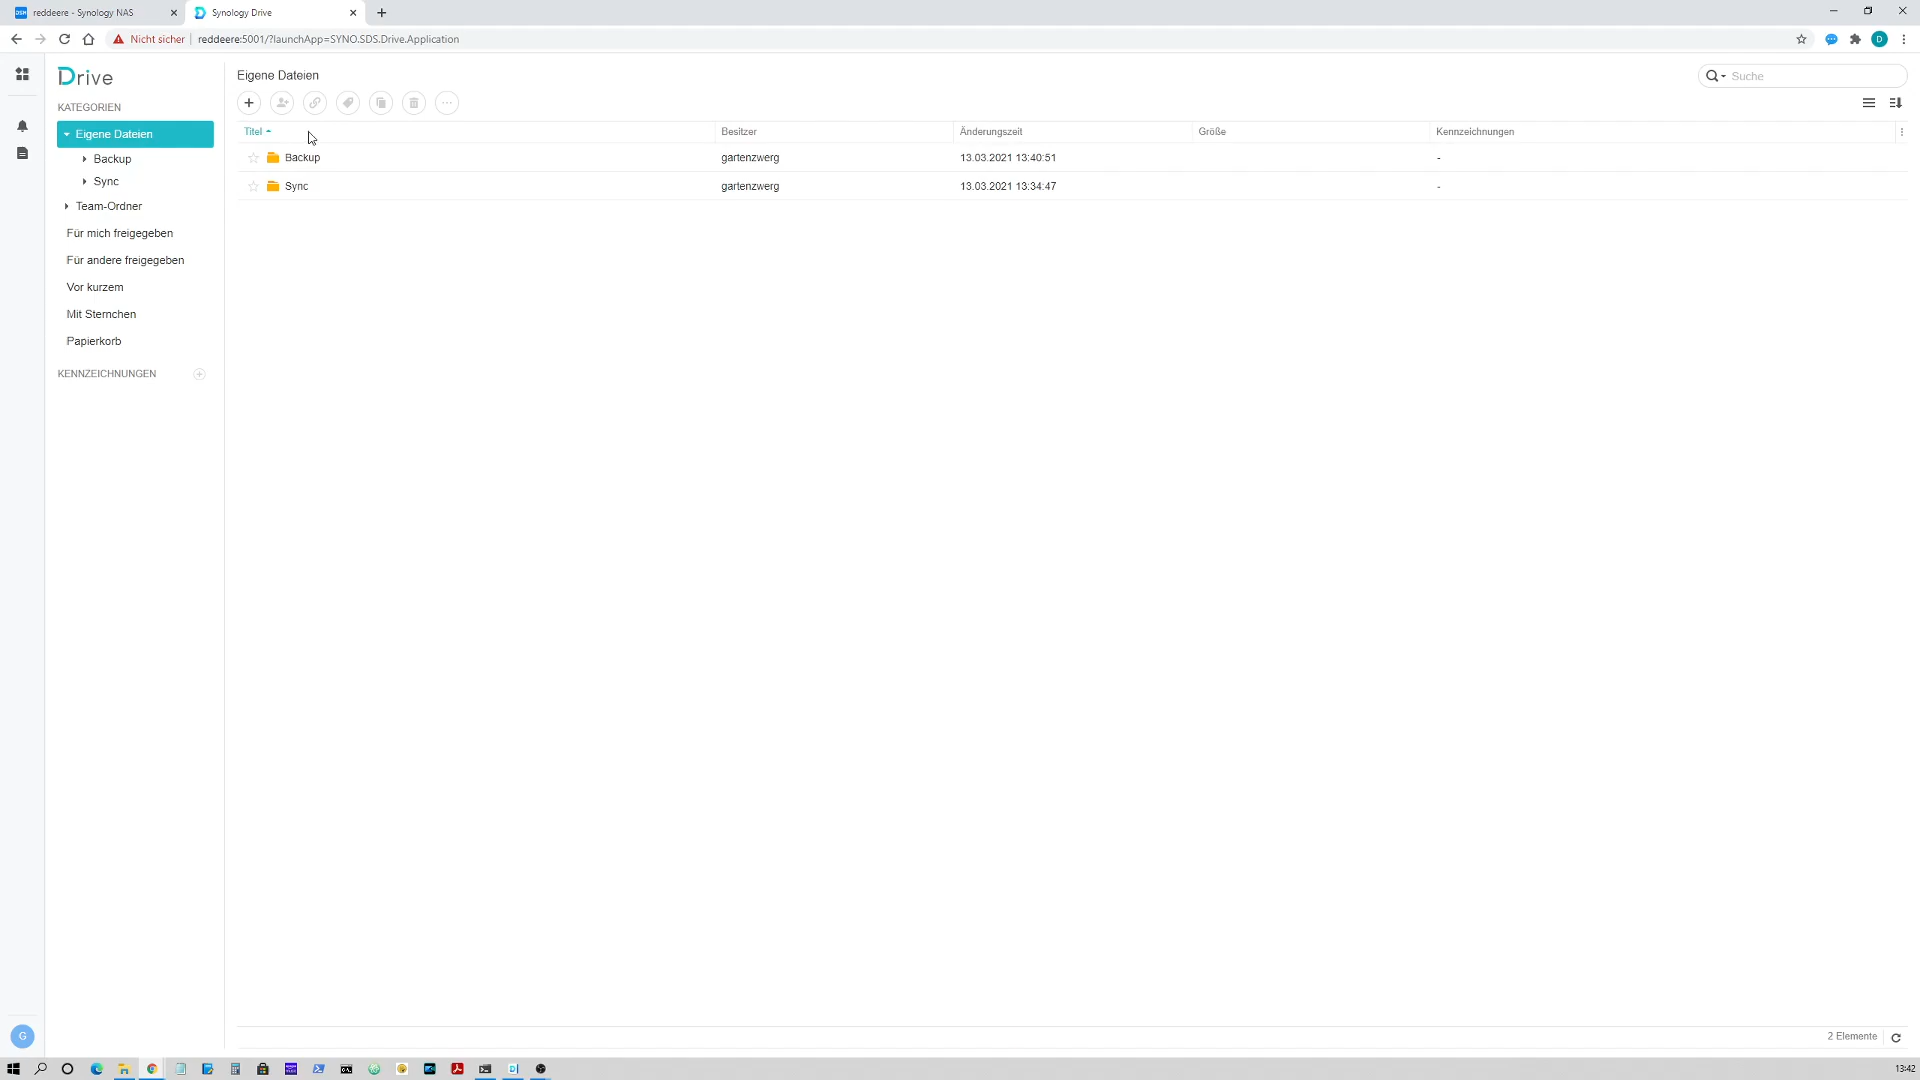 reddeere - Synology NAS
Synology Drive
Nicht sicher
reddeere:5001/?launchApp=SYNO.SDS.Drive.Application
D
Drive
KATEGORIEN
Eigene Dateien
Backup
Sync
Team-Ordner
Für mich freigegeben
Für andere freigegeben
Vor kurzem
Mit Sternchen
Papierkorb
KENNZEICHNUNGEN
G
Eigene Dateien
Suche
Titel Besitzer Änderungszeit Größe Kennzeichnungen
Backup gartenzwerg 13.03.2021 13:40:51 -
Sync gartenzwerg 13.03.2021 13:34:47 -
2 Elemente
13:42